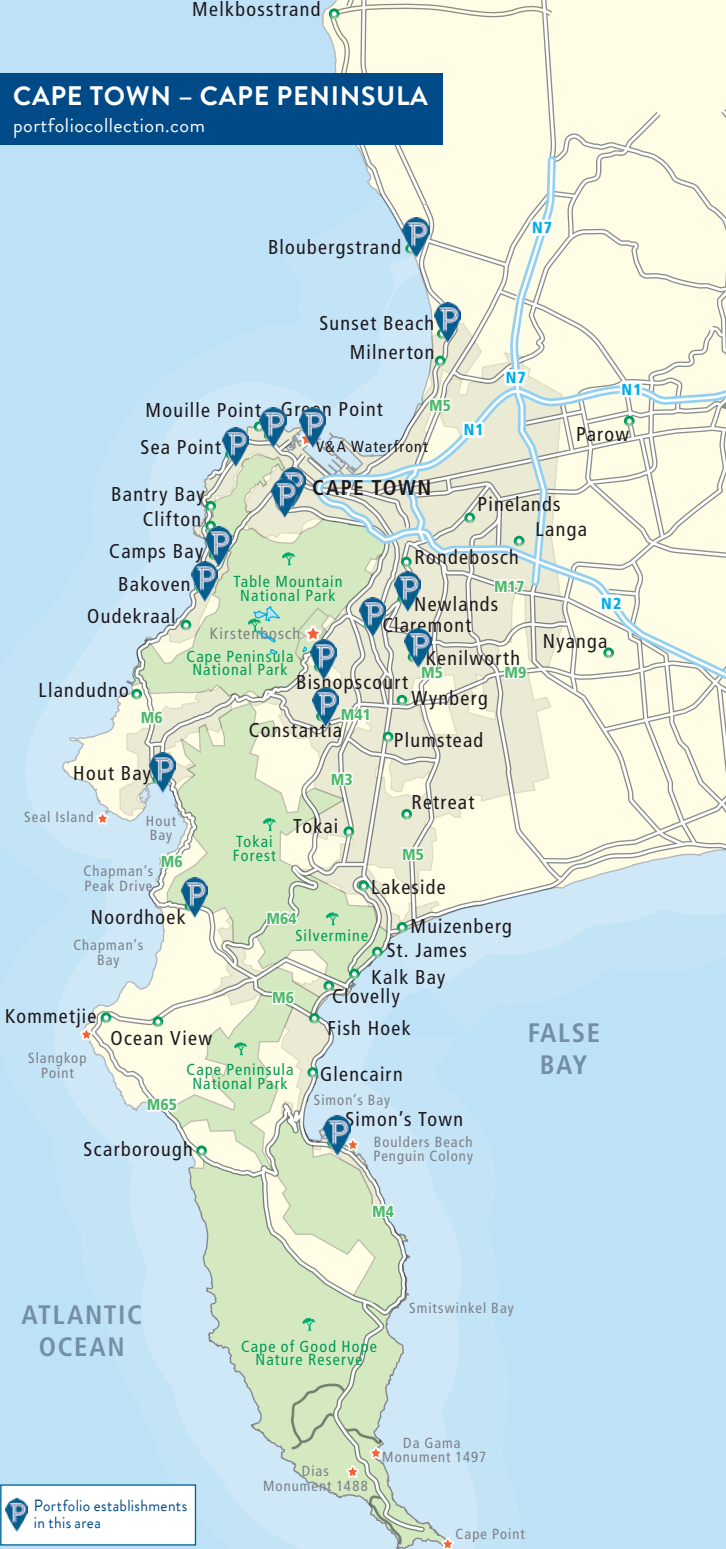 Melkbosstrand
CAPE TOWN – CAPE PENINSULA
portfoliocollection.com
N7
Bloubergstrand
Sunset Beach
Milnerton
N7
N1
M5
Mouille Point
Green Point
N1
Parow
Sea Point
V&A Waterfront
CAPE TOWN
Bantry Bay
Pinelands
Clifton
Langa
Camps Bay
Rondebosch
Table Mountain
National Park
Bakoven
M17
Newlands
N2
Oudekraal
Claremont
Kirstenbosch
Nyanga
Cape Peninsula
National Park
Kenilworth
M5
M9
Bishopscourt
Llandudno
Wynberg
M6
M41
Constantia
Plumstead
Hout Bay
M3
Retreat
Seal Island
Hout
Bay
Tokai
Tokai
Forest
M5
M6
Chapman's
Peak Drive
Lakeside
Noordhoek
M64
Muizenberg
Silvermine
Chapman's
Bay
St. James
Kalk Bay
Clovelly
M6
Kommetjie
Fish Hoek
Ocean View
FALSE
BAY
Slangkop
Point
Cape Peninsula
National Park
Glencairn
Simon's Bay
M65
Simon's Town
Boulders Beach
Penguin Colony
Scarborough
M4
Smitswinkel Bay
ATLANTIC
OCEAN
Cape of Good Hope
Nature Reserve
Da Gama
Monument 1497
Dias
Monument 1488
Portfolio establishments
in this area
Cape Point